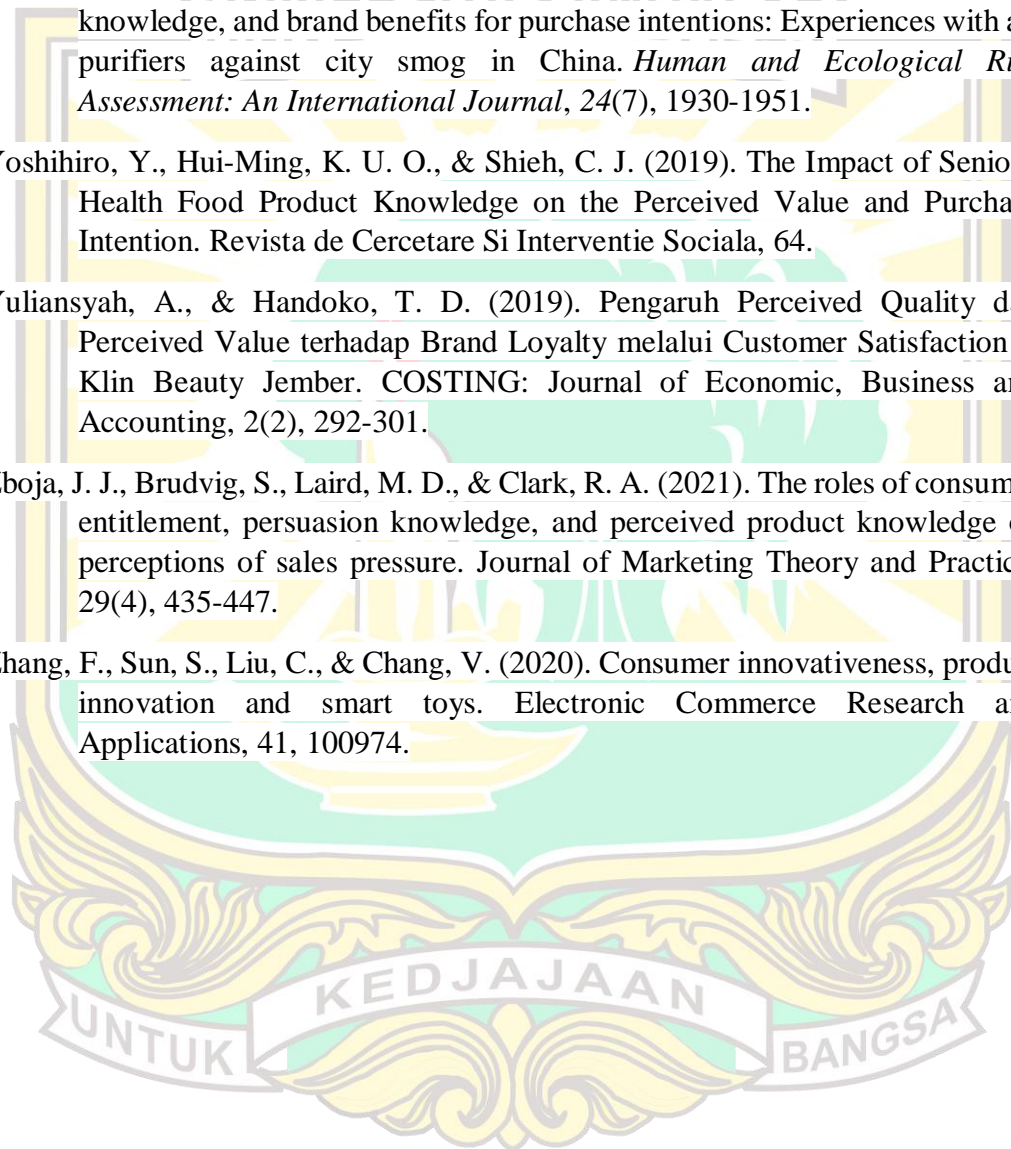 knowledge, and brand benefits for purchase intentions: Experiences with a
purifiers against city smog in China. Human and Ecological Ri
Assessment: An International Journal, 24(7), 1930-1951.
Yoshihiro, Y., Hui-Ming, K. U. O., & Shieh, C. J. (2019). The Impact of Senio
Health Food Product Knowledge on the Perceived Value and Purcha
Intention. Revista de Cercetare Si Interventie Sociala, 64.
Yuliansyah, A., & Handoko, T. D. (2019). Pengaruh Perceived Quality da
Perceived Value terhadap Brand Loyalty melalui Customer Satisfaction
Klin Beauty Jember. COSTING: Journal of Economic, Business an
Accounting, 2(2), 292-301.
Zboja, J. J., Brudvig, S., Laird, M. D., & Clark, R. A. (2021). The roles of consum
entitlement, persuasion knowledge, and perceived product knowledge o
perceptions of sales pressure. Journal of Marketing Theory and Practic
29(4), 435-447.
Zhang, F., Sun, S., Liu, C., & Chang, V. (2020). Consumer innovativeness, produ
innovation and smart toys. Electronic Commerce Research an
Applications, 41, 100974.
UNTUK KEDJAJAAN BANGSA